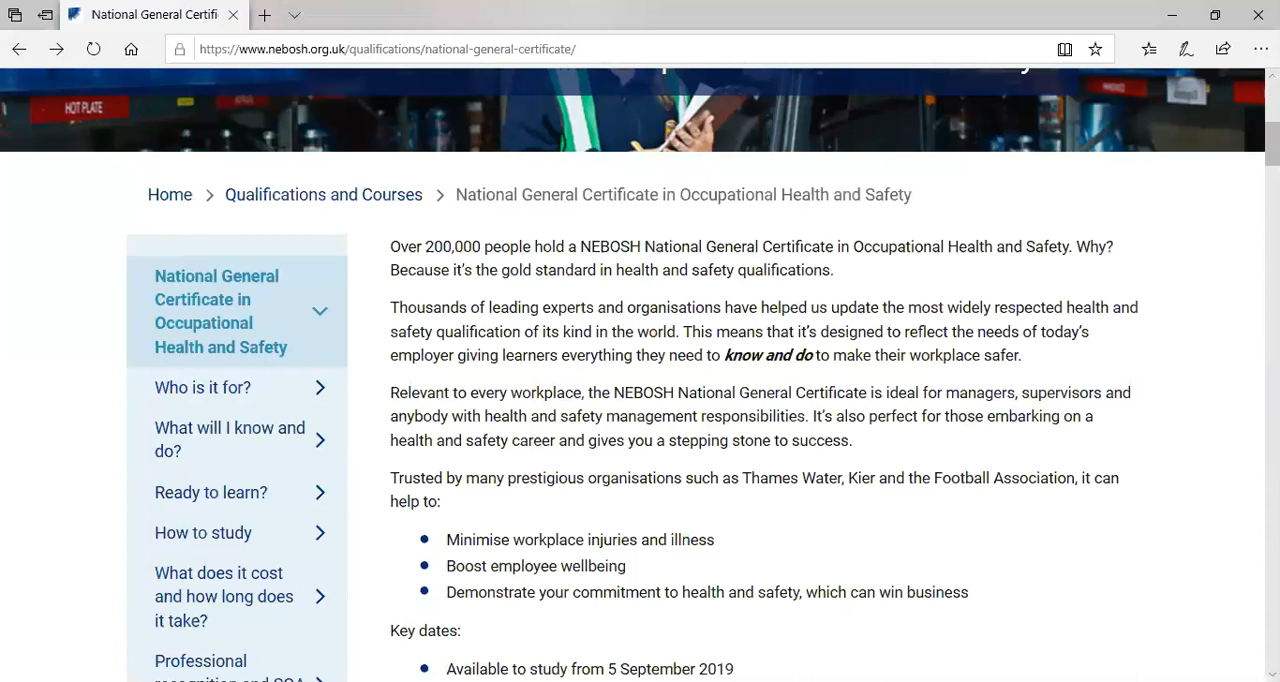 National General Certifi
https://www.nebosh.org.uk/qualifications/national-general-certificate/
HOT PLATE
Home > Qualifications and Courses > National General Certificate in Occupational Health and Safety
National General
Certificate in
Occupational
Health and Safety
Who is it for?
What will I know and
do?
Ready to learn?
How to study
What does it cost
and how long does
it take?
Professional
Over 200,000 people hold a NEBOSH National General Certificate in Occupational Health and Safety. Why?
Because it's the gold standard in health and safety qualifications.
Thousands of leading experts and organisations have helped us update the most widely respected health and
safety qualification of its kind in the world. This means that it's designed to reflect the needs of today's
employer giving learners everything they need to know and do to make their workplace safer.
Relevant to every workplace, the NEBOSH National General Certificate is ideal for managers, supervisors and
anybody with health and safety management responsibilities. It's also perfect for those embarking on a
health and safety career and gives you a stepping stone to success.
Trusted by many prestigious organisations such as Thames Water, Kier and the Football Association, it can
help to:
Minimise workplace injuries and illness
Boost employee wellbeing
Demonstrate your commitment to health and safety, which can win business
Key dates:
Available to study from 5 September 2019